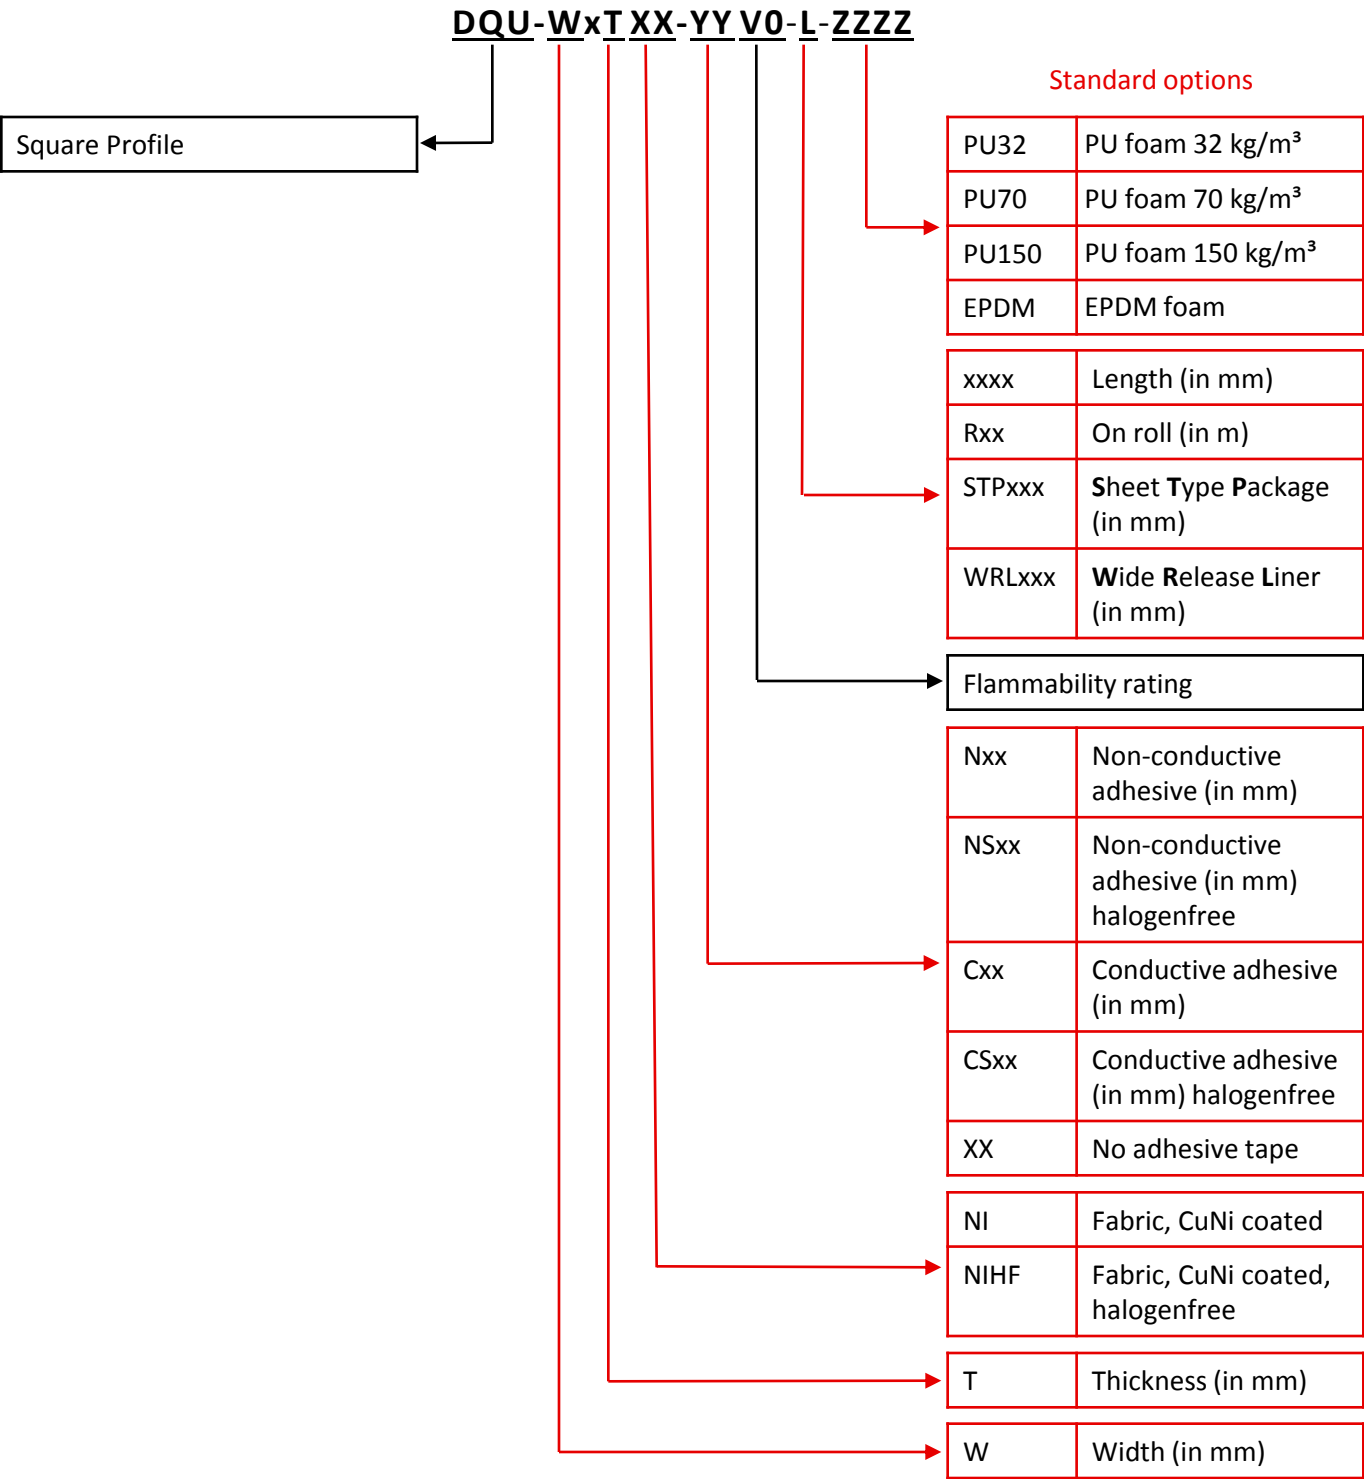 DQU-WxTXX-YYV0-L-ZZZZ
Standard options
Square Profile
PU32 PU foam 32 kg/m³
PU70 PU foam 70 kg/m³
PU150 PU foam 150 kg/m³
EPDM EPDM foam
xxxx Length (in mm)
Rxx On roll (in m)
STPxxx Sheet Type Package
(in mm)
WRLxxx Wide Release Liner
(in mm)
Flammability rating
Nxx Non-conductive
adhesive (in mm)
NSxx Non-conductive
adhesive (in mm)
halogenfree
Cxx Conductive adhesive
(in mm)
CSxx Conductive adhesive
(in mm) halogenfree
XX No adhesive tape
NI Fabric, CuNi coated
NIHF Fabric, CuNi coated,
halogenfree
T Thickness (in mm)
W Width (in mm)